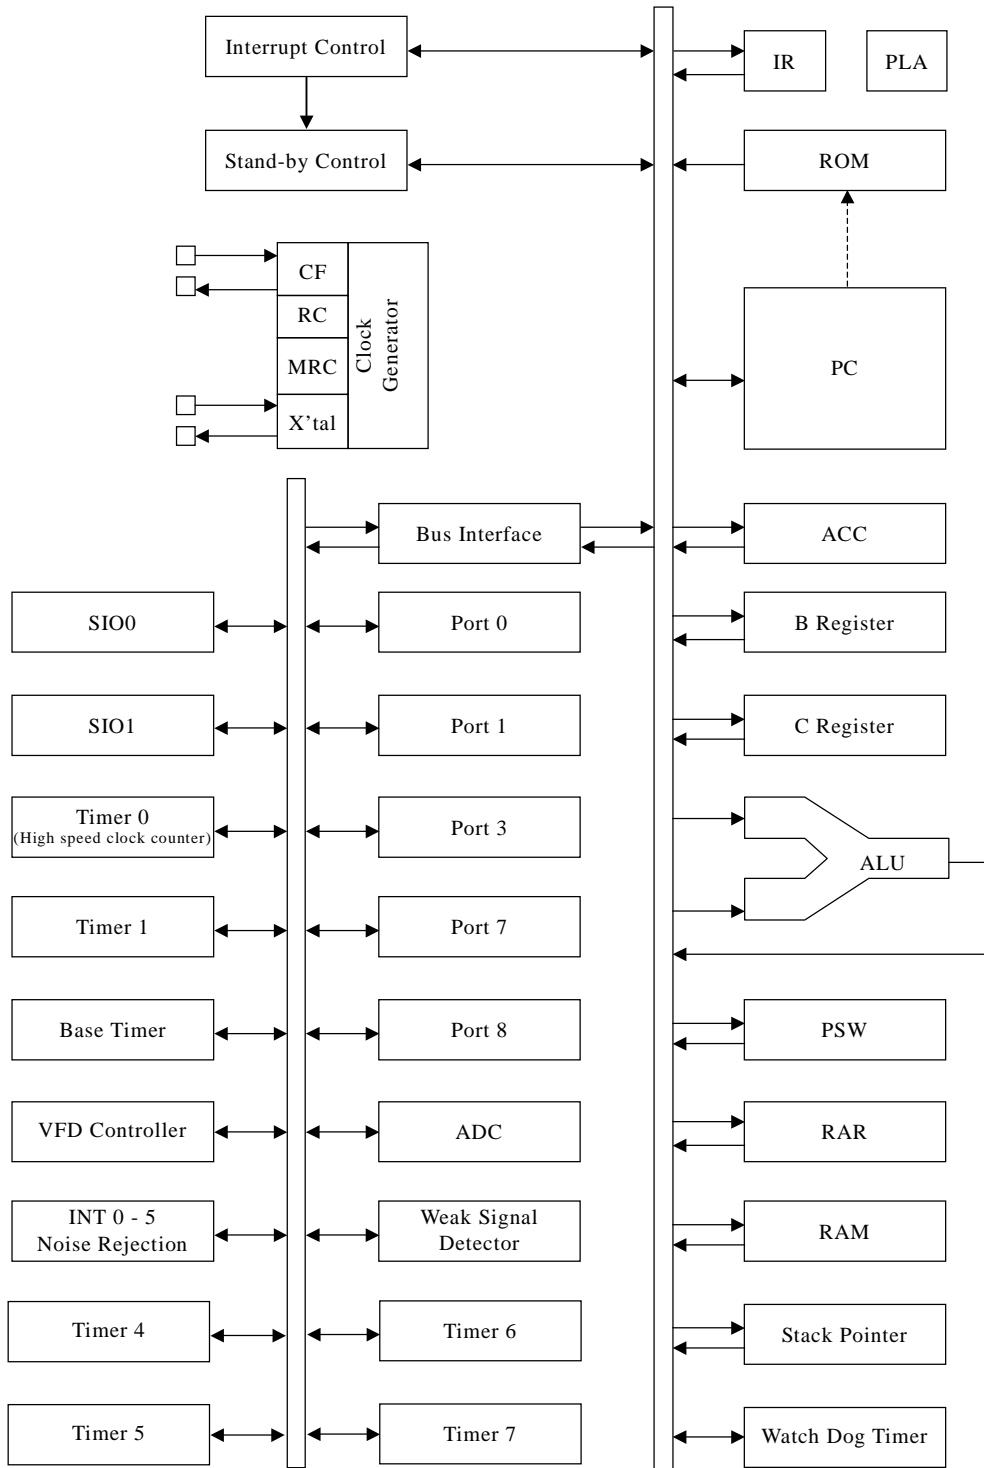 Interrupt Control
IR
PLA
Stand-by Control
ROM
CF
RC
MRC
X'tal
Clock
Generator
PC
Bus Interface
ACC
SIO0
Port 0
B Register
SIO1
Port 1
C Register
Timer 0
(High speed clock counter)
Port 3
ALU
Timer 1
Port 7
Base Timer
Port 8
PSW
VFD Controller
ADC
RAR
INT 0 - 5
Noise Rejection
Weak Signal
Detector
RAM
Timer 4
Timer 6
Stack Pointer
Timer 5
Timer 7
Watch Dog Timer